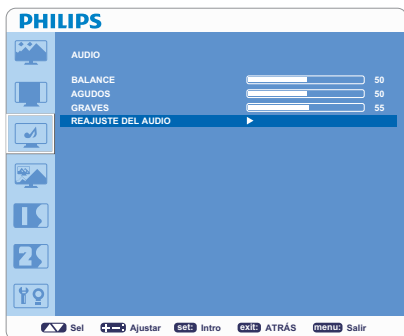 PHILIPS
AUDIO
BALANCE 50
AGUDOS 50
GRAVES 55
REAJUSTE DEL AUDIO
Sel Ajustar set: Intro exit: ATRÁS menu: Salir